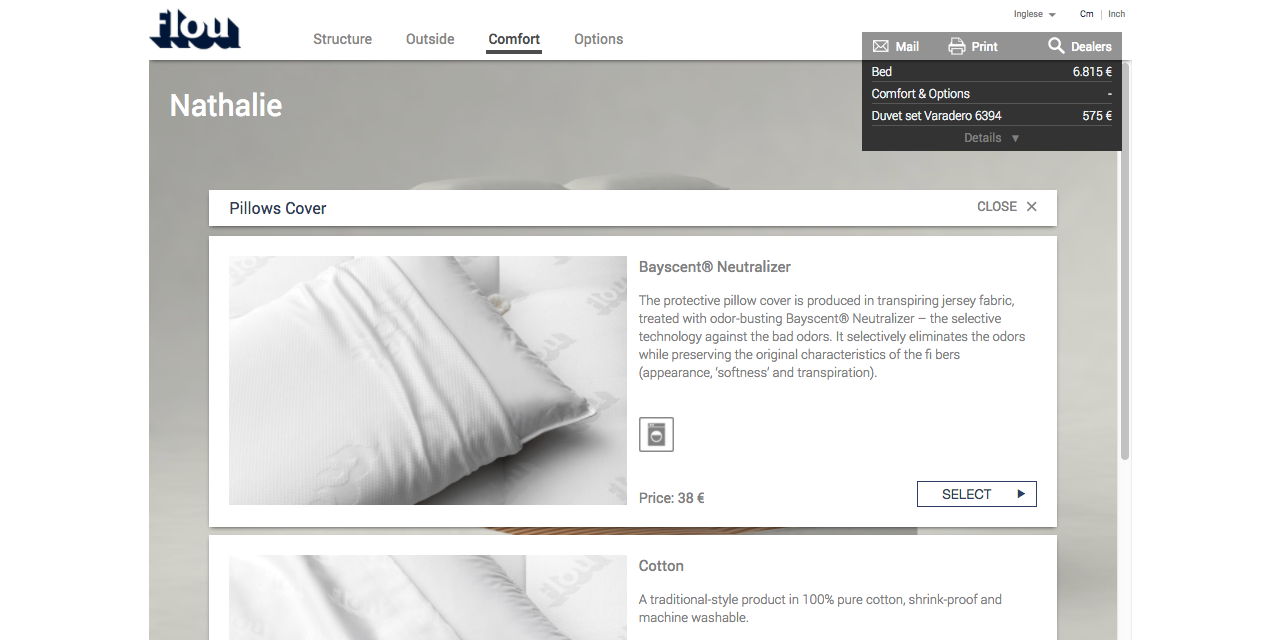 flou
Structure
Outside
Comfort
Options
Inglese
Cm | Inch
Mail
Print
Dealers
Bed 6.815 €
Comfort & Options -
Duvet set Varadero 6394 575 €
Details
Nathalie
Pillows Cover
CLOSE
Bayscent® Neutralizer
The protective pillow cover is produced in transpiring jersey fabric,
treated with odor-busting Bayscent® Neutralizer – the selective
technology against the bad odors. It selectively eliminates the odors
while preserving the original characteristics of the fi bers
(appearance, 'softness' and transpiration).
Price: 38 €
SELECT
Cotton
A traditional-style product in 100% pure cotton, shrink-proof and
machine washable.